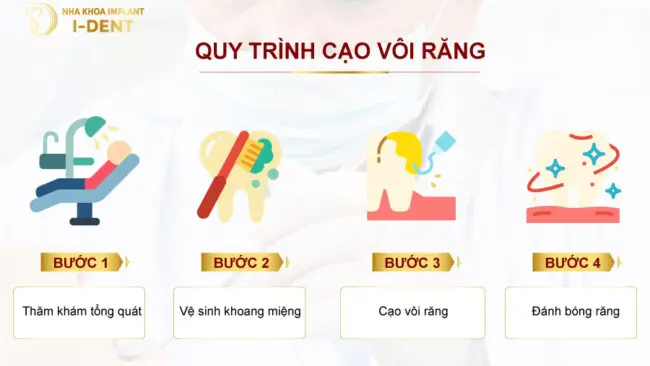 NHA KHOA IMPLANT
I-DENT
QUY TRÌNH CẠO VÔI RĂNG
BƯỚC 1
BƯỚC 2
BƯỚC 3
BƯỚC 4
Thăm khám tổng quát
Vệ sinh khoang miệng
Cạo vôi răng
Đánh bóng răng